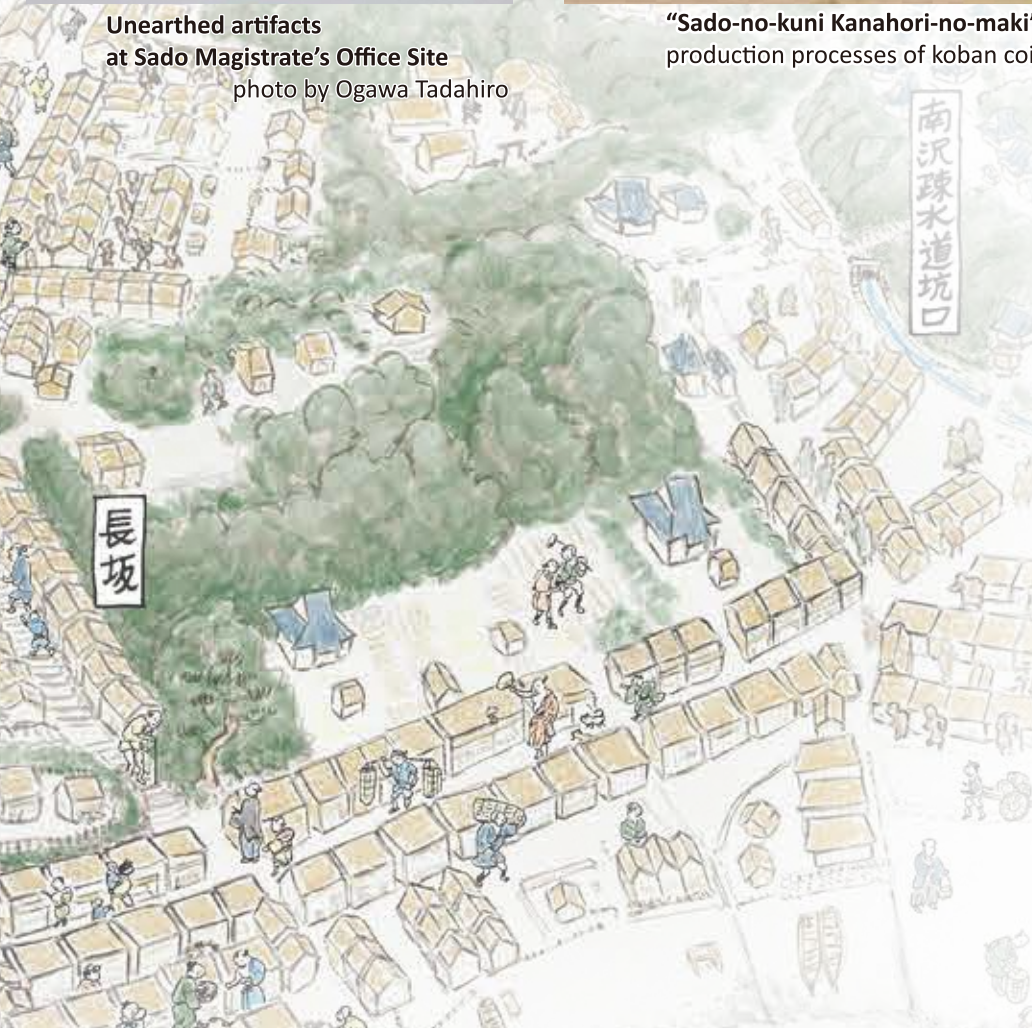 Unearthed artifacts
at Sado Magistrate’s Office Site
photo by Ogawa Tadahiro
“Sado-no-kuni Kanahori-no-maki”
production processes of koban coi
南沢疎水道坑口
長坂